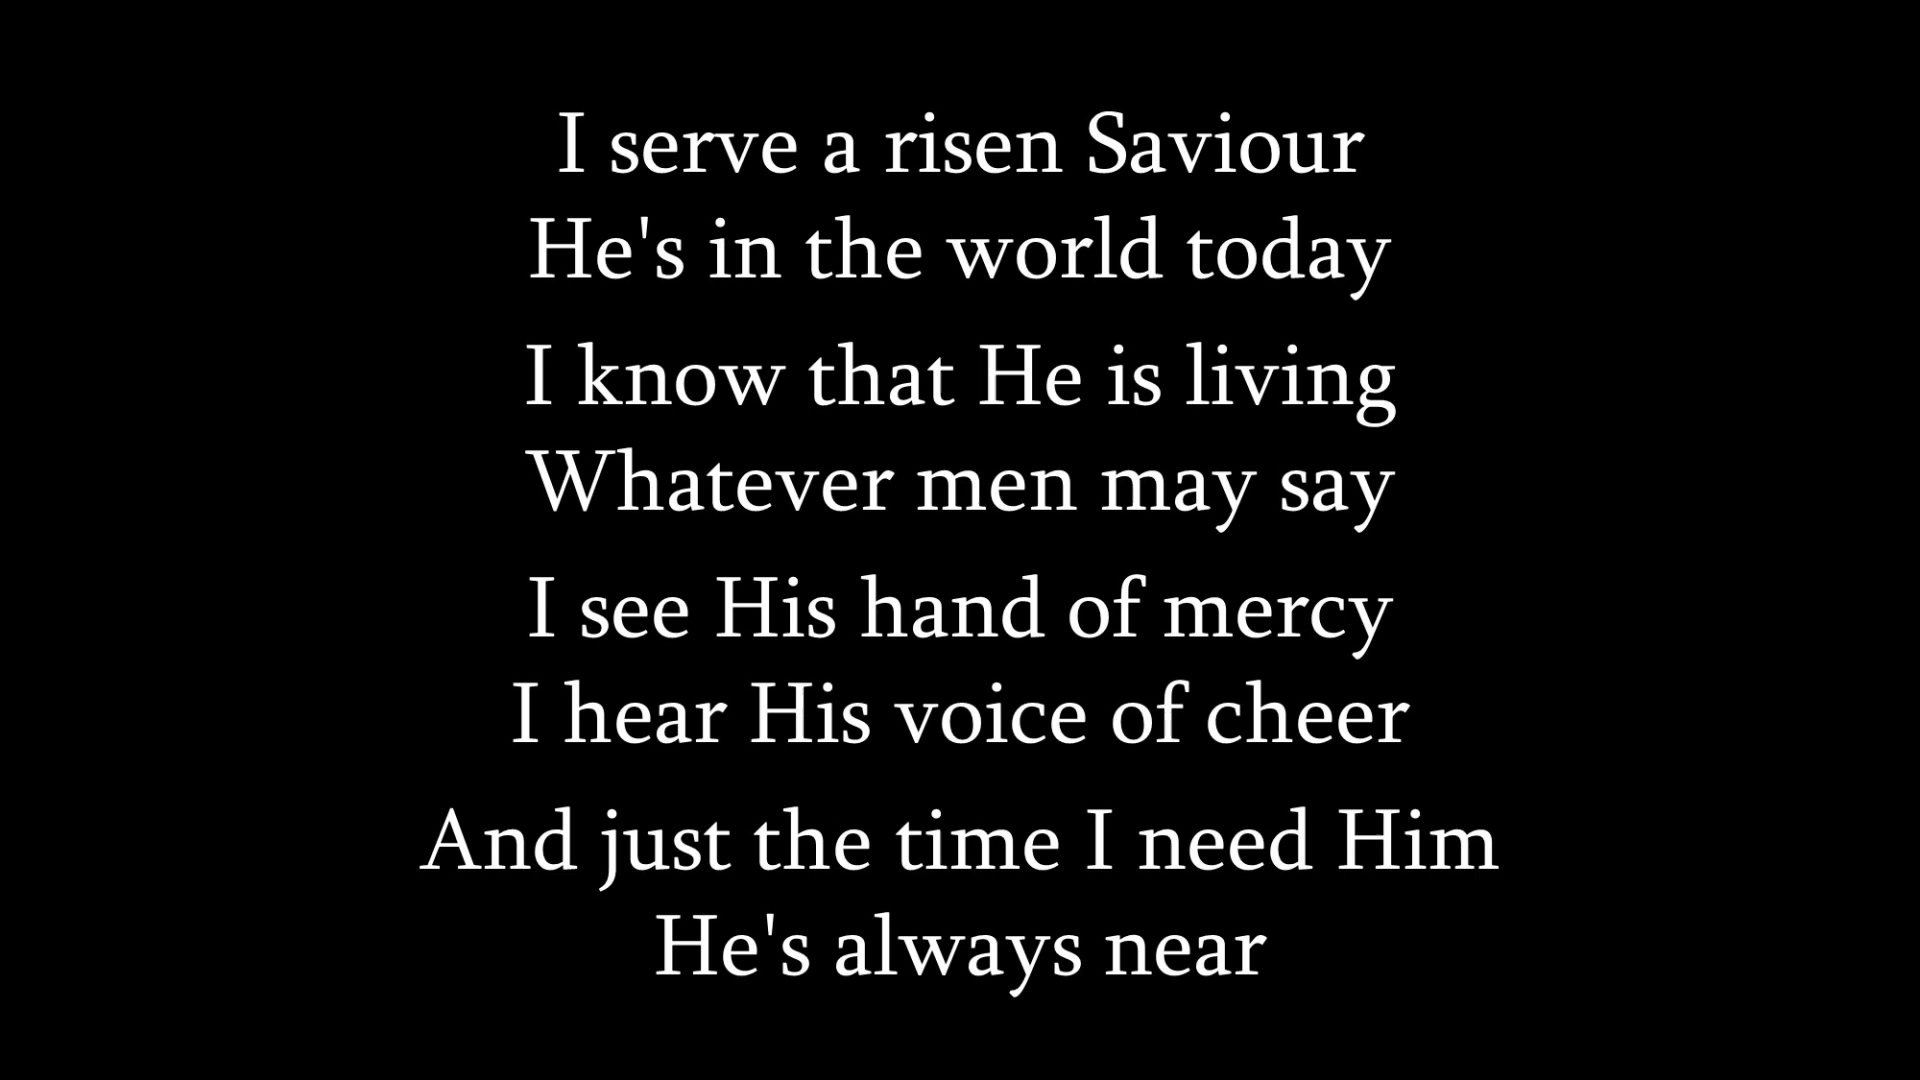 I serve a risen Saviour
He's in the world today
I know that He is living
Whatever men may say
I see His hand of mercy
I hear His voice of cheer
And just the time I need Him
He's always near